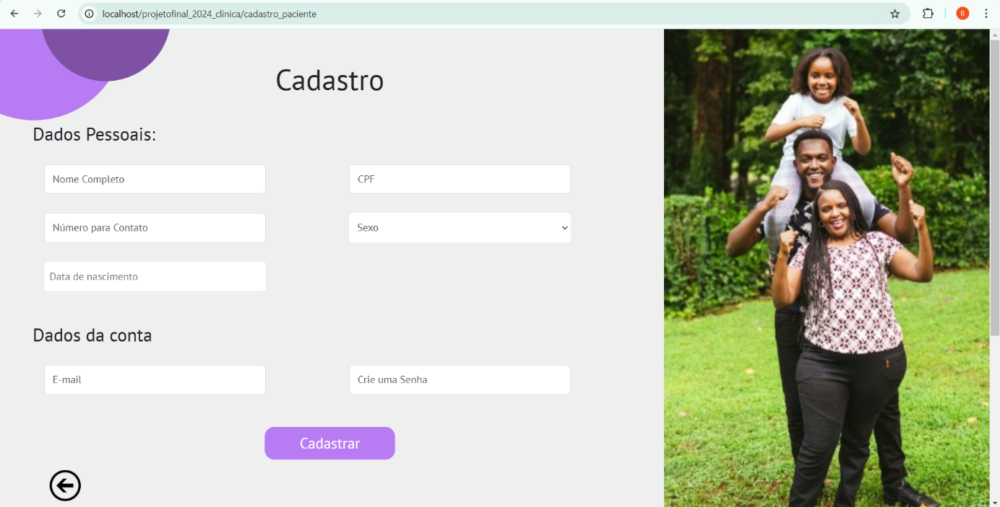 localhost/projetofinal_2024_clinica/cadastro_paciente
B
Cadastro
Dados Pessoais:
Nome Completo
CPF
Número para Contato
Sexo
Data de nascimento
Dados da conta
E-mail
Crie uma Senha
Cadastrar